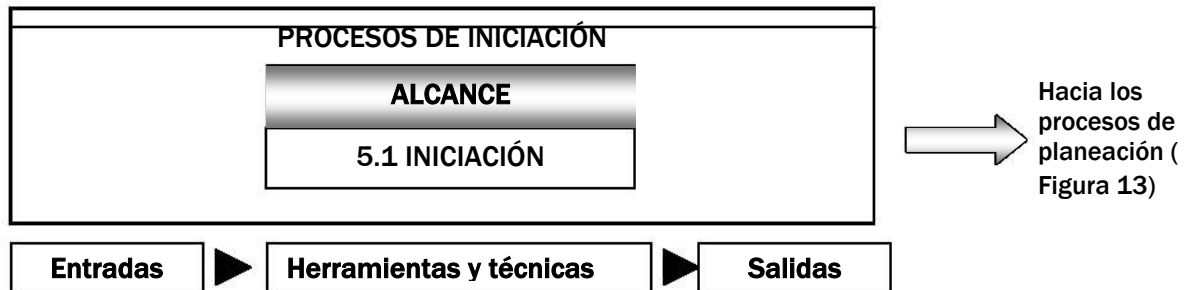 PROCESOS DE INICIACIÓN
ALCANCE
5.1 INICIACIÓN
Hacia los
procesos de
planeación (
Figura 13)
Entradas
Herramientas y técnicas
Salidas